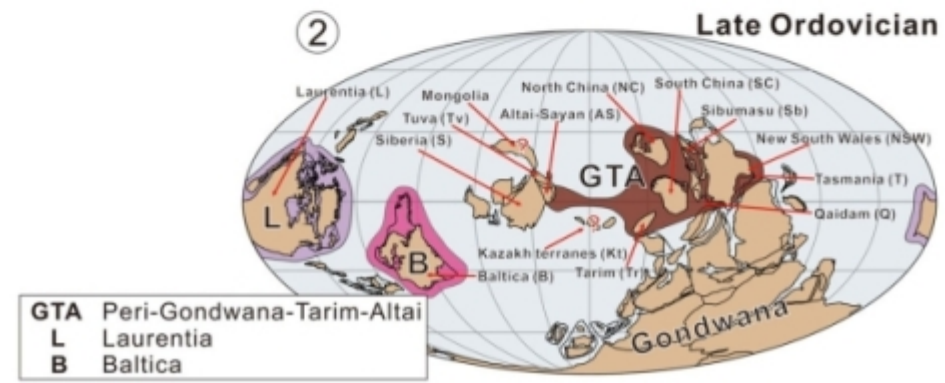 ② Late Ordovician
Laurentia (L)
Mongolia
North China (NC)
South China (SC)
Tuva (Tv)
Altai-Sayan (AS)
Sibumasu (Sb)
Siberia (S)
New South Wales (NSW)
GTA
Tasmania (T)
L
Qaidam (Q)
B
Kazakh terranes (Kt)
Baltica (B)
Tarim (Tr)
Gondwana
?
?
GTA Peri-Gondwana-Tarim-Altai
L Laurentia
B Baltica